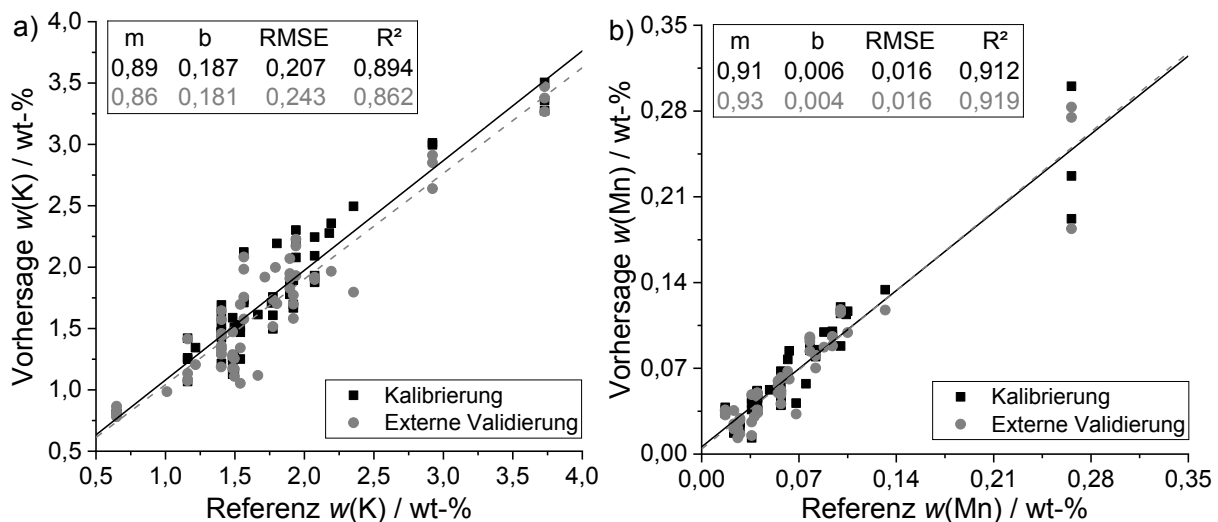 a)
m b RMSE R²
0,89 0,187 0,207 0,894
0,86 0,181 0,243 0,862
4,0
3,5
3,0
2,5
2,0
1,5
1,0
0,5
Vorhersage w(K) / wt-%
Kalibrierung
Externe Validierung
0,5 1,0 1,5 2,0 2,5 3,0 3,5 4,0
Referenz w(K) / wt-%
b)
m b RMSE R²
0,91 0,006 0,016 0,912
0,93 0,004 0,016 0,919
0,35
0,28
0,21
0,14
0,07
0,00
Vorhersage w(Mn) / wt-%
Kalibrierung
Externe Validierung
0,00 0,07 0,14 0,21 0,28 0,35
Referenz w(Mn) / wt-%